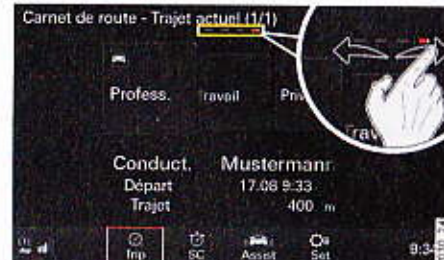 Carnet de route - Trajet actuel (1/1)
Profess. ravail Priv
Trav
Conduct. Mustermann
Départ 17.08 9:33
Trajet 400 m
Trip SC Assist Set 9:34